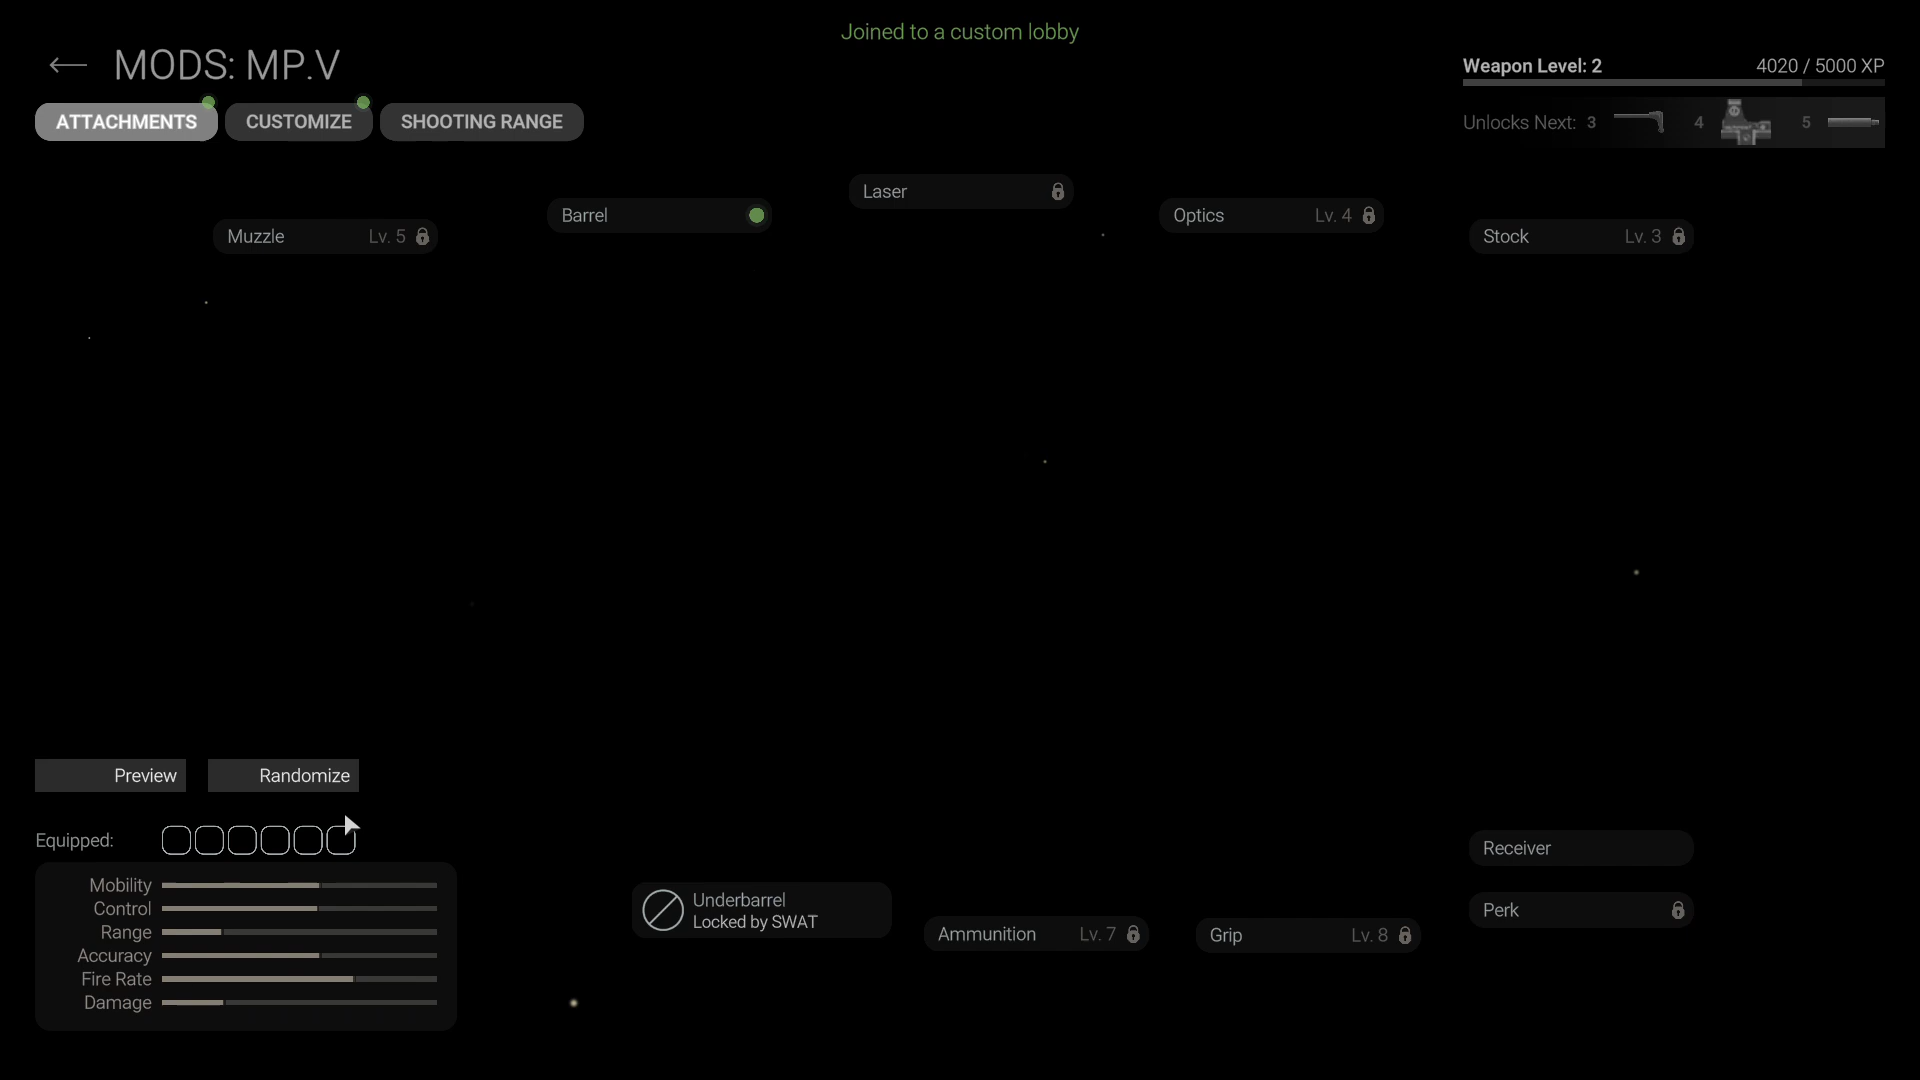 Joined to a custom lobby
MODS: MP.V
Weapon Level: 2
4020 / 5000 XP
ATTACHMENTS
CUSTOMIZE
SHOOTING RANGE
Unlocks Next: 3
4
5
Laser
Barrel
Optics
Lv. 4
Muzzle
Lv. 5
Stock
Lv. 3
Preview
Randomize
Equipped:
Mobility
Control
Range
Accuracy
Fire Rate
Damage
Underbarrel
Locked by SWAT
Ammunition
Lv. 7
Grip
Lv. 8
Receiver
Perk